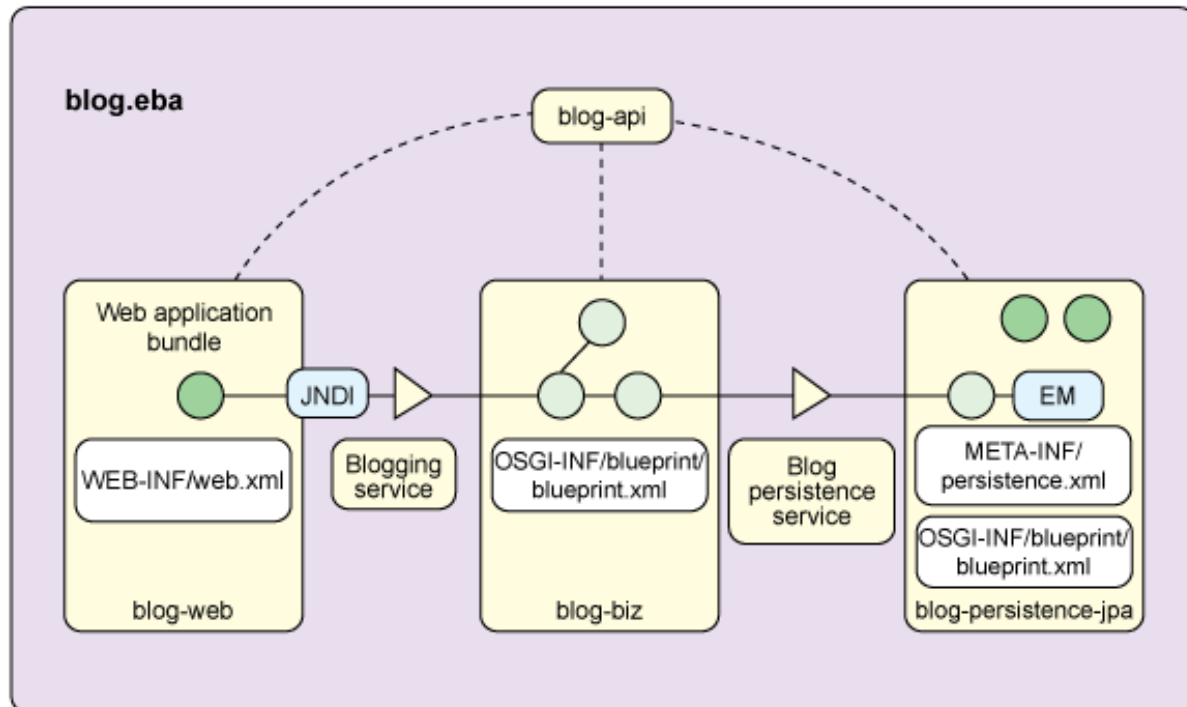 blog.eba
blog-api
Web application
bundle
JNDI
WEB-INF/web.xml
blog-web
Blogging
service
OSGI-INF/blueprint/
blueprint.xml
blog-biz
Blog
persistence
service
EM
META-INF/
persistence.xml
OSGI-INF/blueprint/
blueprint.xml
blog-persistence-jpa